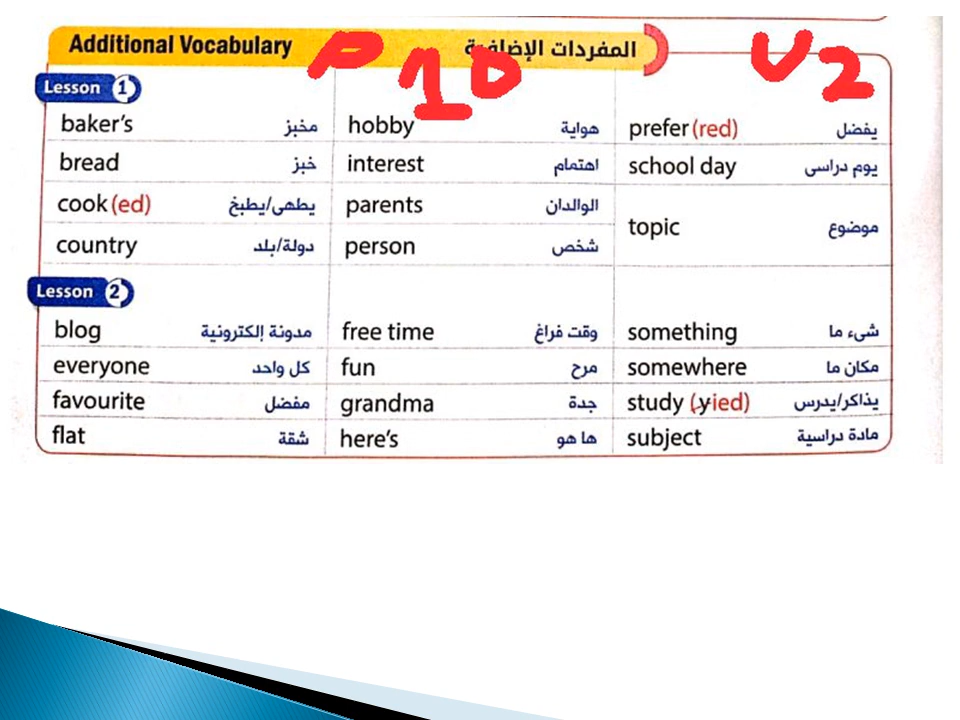 Additional Vocabulary P 10 المفردات الإضافية U2
Lesson 1
baker's مخبز hobby هواية prefer (red) يفضل
bread خبز interest اهتمام school day يوم دراسى
cook (ed) يطهى/يطبخ parents الوالدان
topic موضوع
country دولة/بلد person شخص
Lesson 2
blog مدونة إلكترونية free time وقت فراغ something شىء ما
everyone كل واحد fun مرح somewhere مكان ما
favourite مفضل grandma جدة study (yied) يذاكر/يدرس
flat شقة here's ها هو subject مادة دراسية